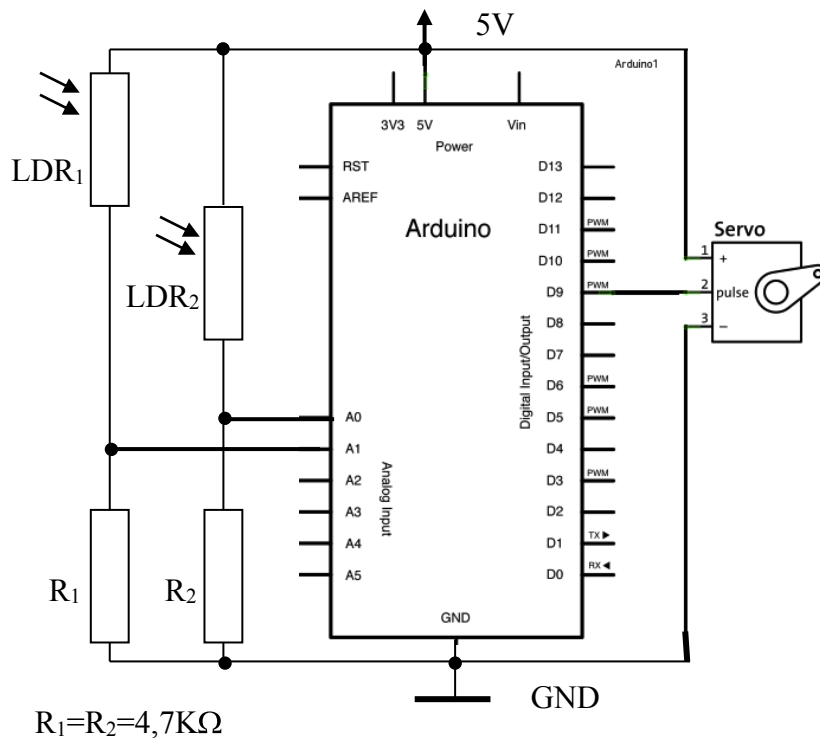 5V
Arduino1
3V3 5V Vin
Power
LDR₁
RST
AREF
Arduino
D13
D12
D11 PWM
D10 PWM
D9 PWM
D8
D7
D6 PWM
D5 PWM
D4
D3 PWM
D2
D1 TX ▶
D0 RX ◀
Digital Input/Output
Servo
1 +
2 pulse
3 −
LDR₂
A0
A1
A2
A3
A4
A5
Analog Input
R₁
R₂
GND
GND
R₁=R₂=4,7KΩ